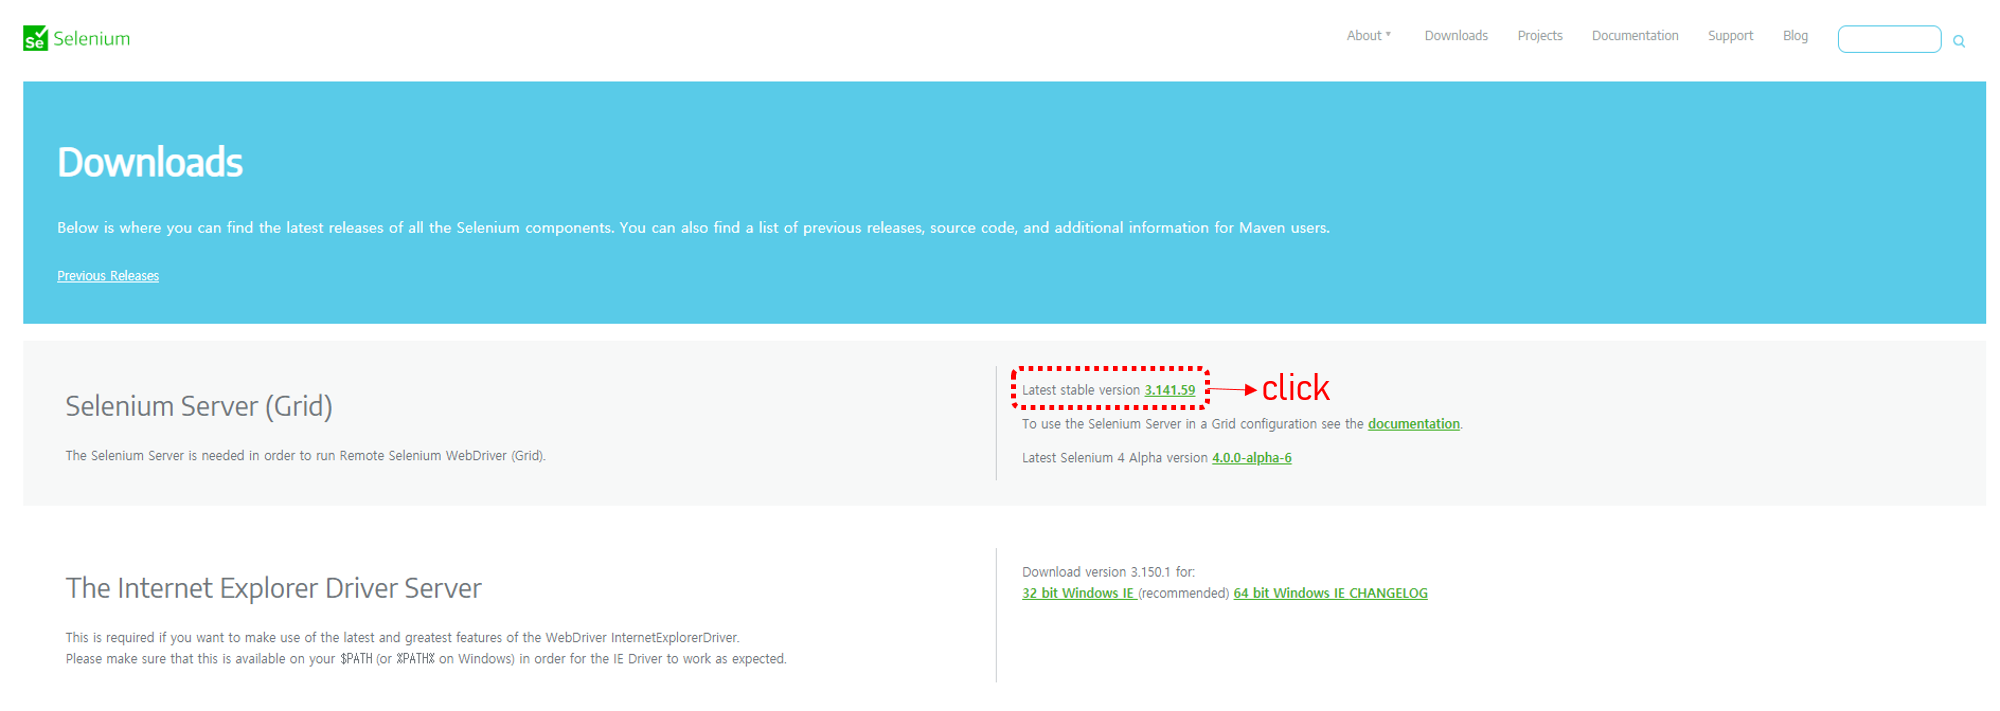 Se Selenium
About ▾ Downloads Projects Documentation Support Blog
Downloads
Below is where you can find the latest releases of all the Selenium components. You can also find a list of previous releases, source code, and additional information for Maven users.
Previous Releases
Selenium Server (Grid)
The Selenium Server is needed in order to run Remote Selenium WebDriver (Grid).
Latest stable version 3.141.59
click
To use the Selenium Server in a Grid configuration see the documentation.
Latest Selenium 4 Alpha version 4.0.0-alpha-6
The Internet Explorer Driver Server
This is required if you want to make use of the latest and greatest features of the WebDriver InternetExplorerDriver.
Please make sure that this is available on your $PATH (or %PATH% on Windows) in order for the IE Driver to work as expected.
Download version 3.150.1 for:
32 bit Windows IE (recommended) 64 bit Windows IE CHANGELOG